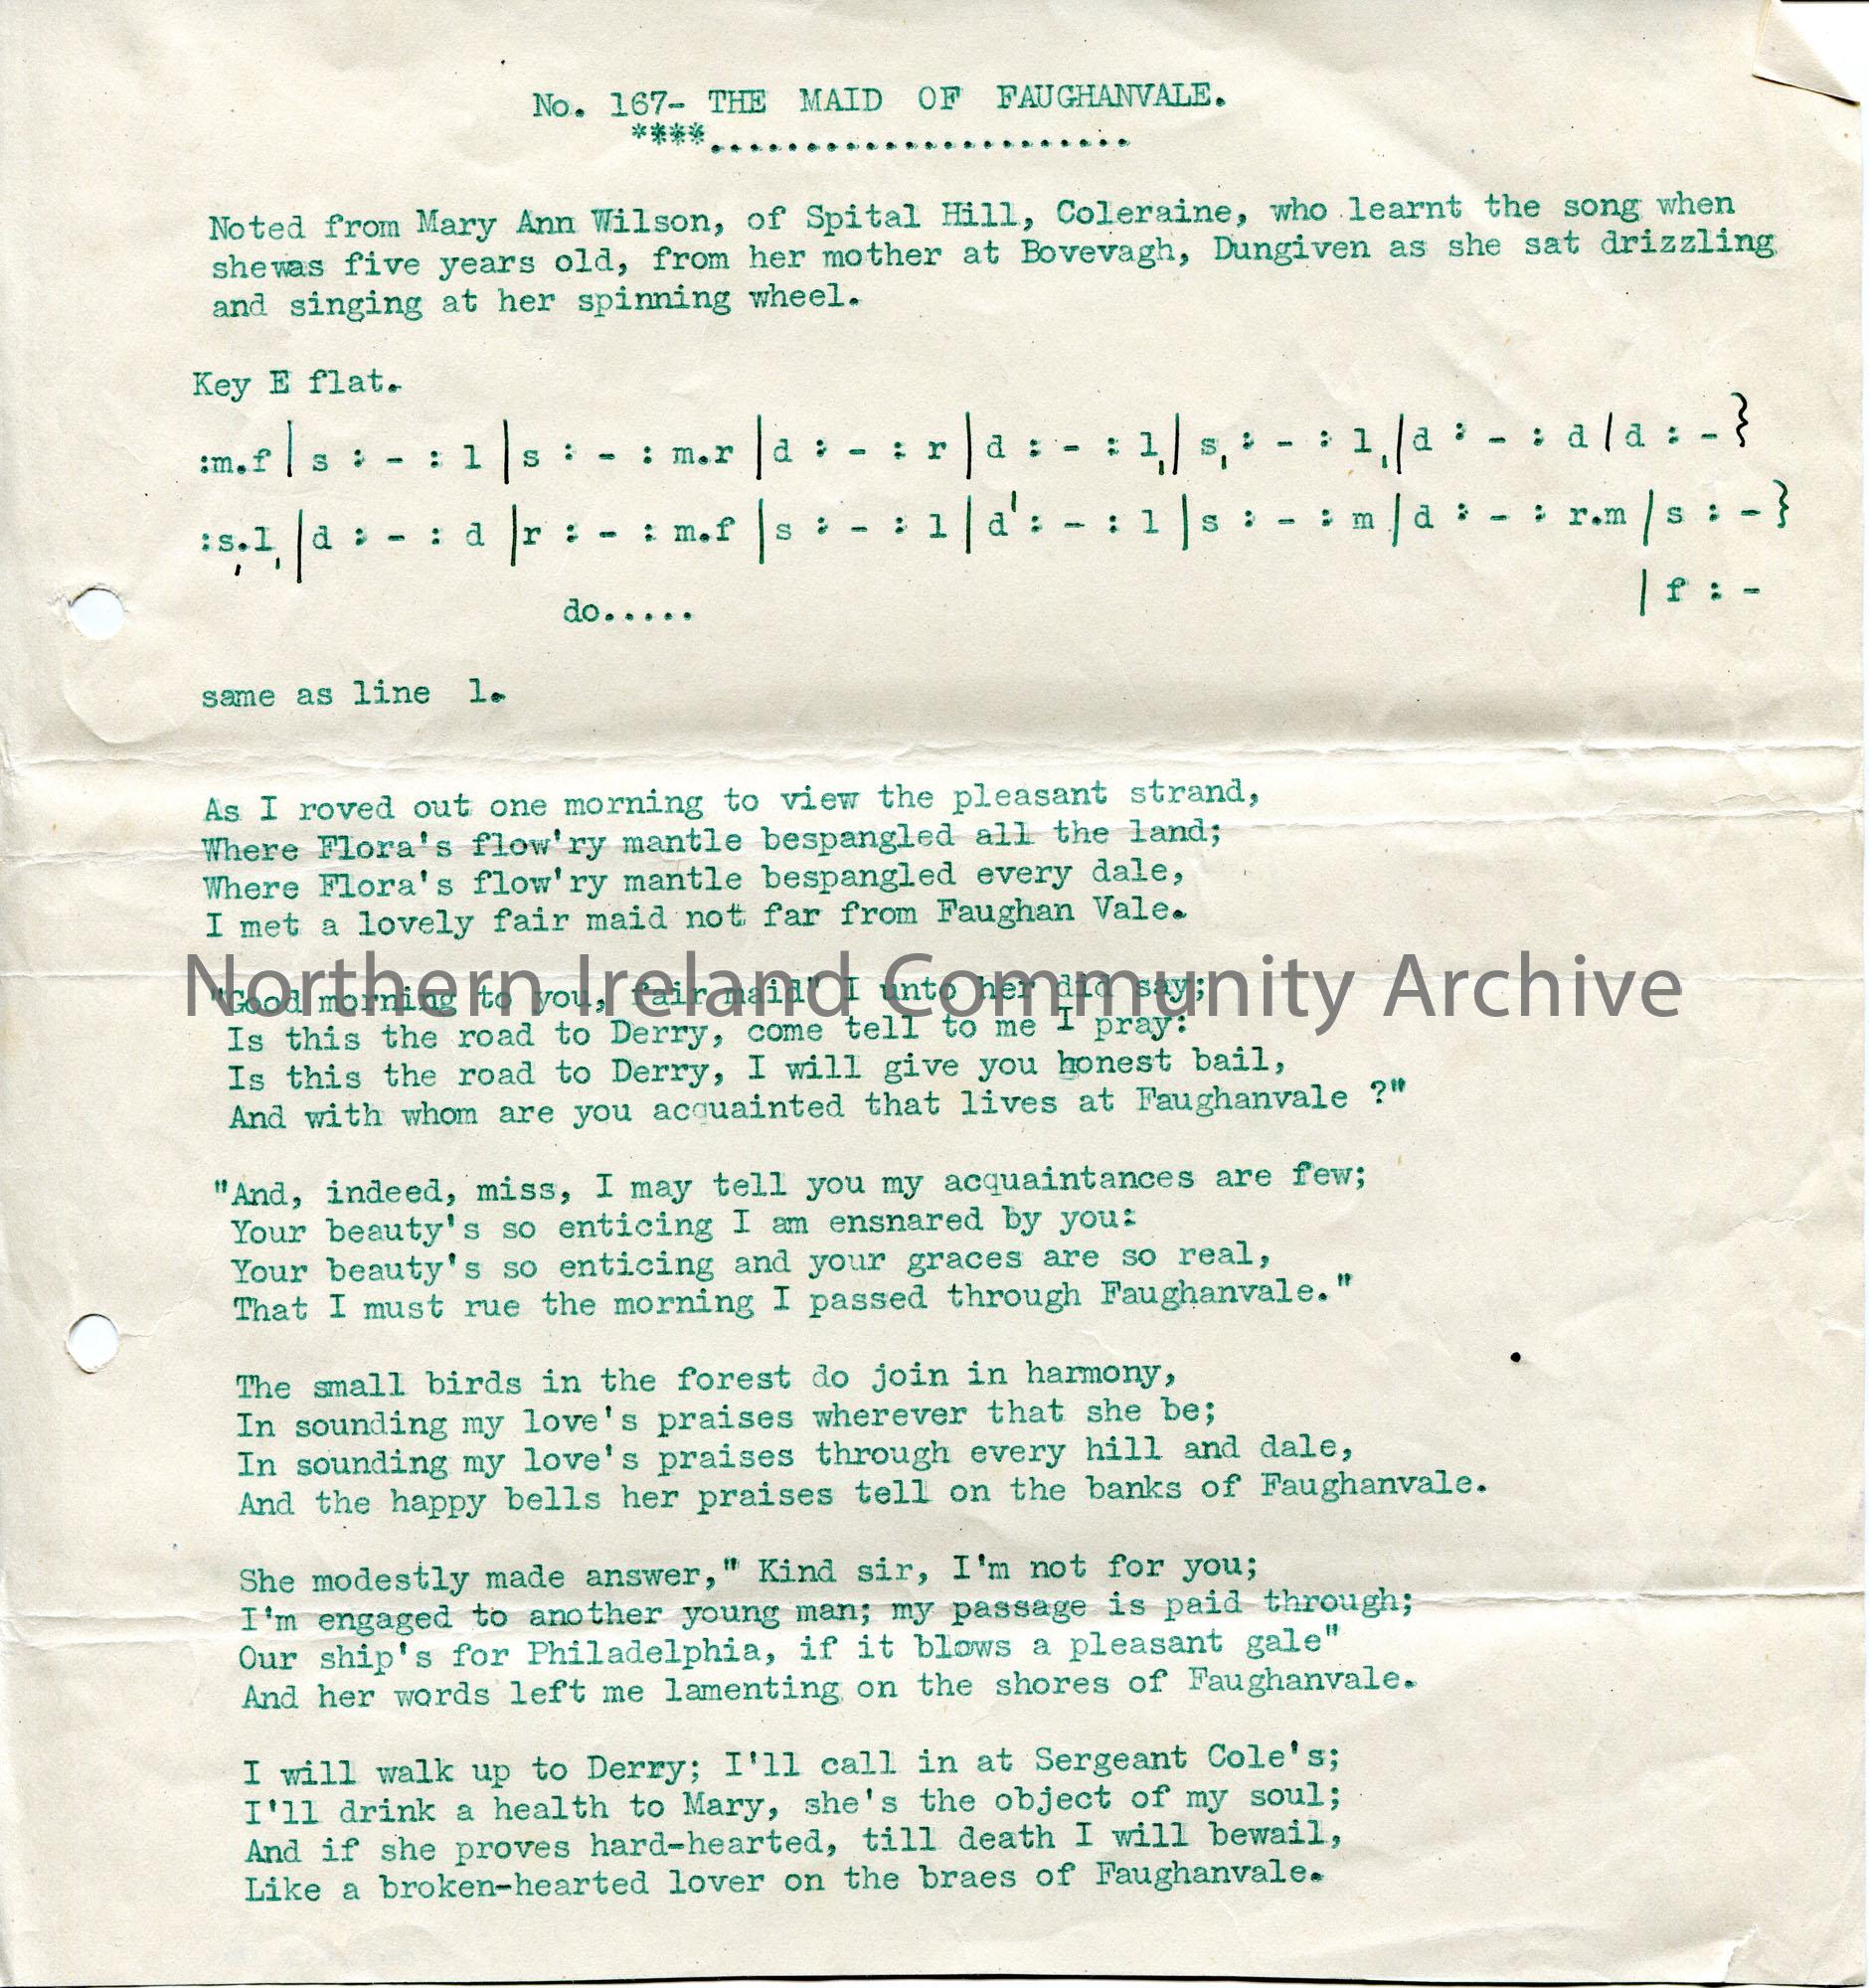 No. 167- THE MAID OF FAUGHANVALE.
****......................
Noted from Mary Ann Wilson, of Spital Hill, Coleraine, who learnt the song when
shewas five years old, from her mother at Bovevagh, Dungiven as she sat drizzling
and singing at her spinning wheel.
Key E flat.
:m.f | s : - : l | s : - : m.r | d : - : r | d : - : l, | s, : - : l, | d : - : d | d : - }
:s,.l, | d : - : d | r : - : m.f | s : - : l | d' : - : l | s : - : m | d : - : r.m | s : - }
do..... | f : -
same as line 1.
As I roved out one morning to view the pleasant strand,
Where Flora's flow'ry mantle bespangled all the land;
Where Flora's flow'ry mantle bespangled every dale,
I met a lovely fair maid not far from Faughan Vale.
Northern Ireland Community Archive
"Good morning to you, fair maid" I unto her did say;
Is this the road to Derry, come tell to me I pray:
Is this the road to Derry, I will give you honest bail,
And with whom are you acquainted that lives at Faughanvale ?"
"And, indeed, miss, I may tell you my acquaintances are few;
Your beauty's so enticing I am ensnared by you:
Your beauty's so enticing and your graces are so real,
That I must rue the morning I passed through Faughanvale."
The small birds in the forest do join in harmony,
In sounding my love's praises wherever that she be;
In sounding my love's praises through every hill and dale,
And the happy bells her praises tell on the banks of Faughanvale.
She modestly made answer," Kind sir, I'm not for you;
I'm engaged to another young man; my passage is paid through;
Our ship's for Philadelphia, if it blows a pleasant gale"
And her words left me lamenting on the shores of Faughanvale.
I will walk up to Derry; I'll call in at Sergeant Cole's;
I'll drink a health to Mary, she's the object of my soul;
And if she proves hard-hearted, till death I will bewail,
Like a broken-hearted lover on the braes of Faughanvale.